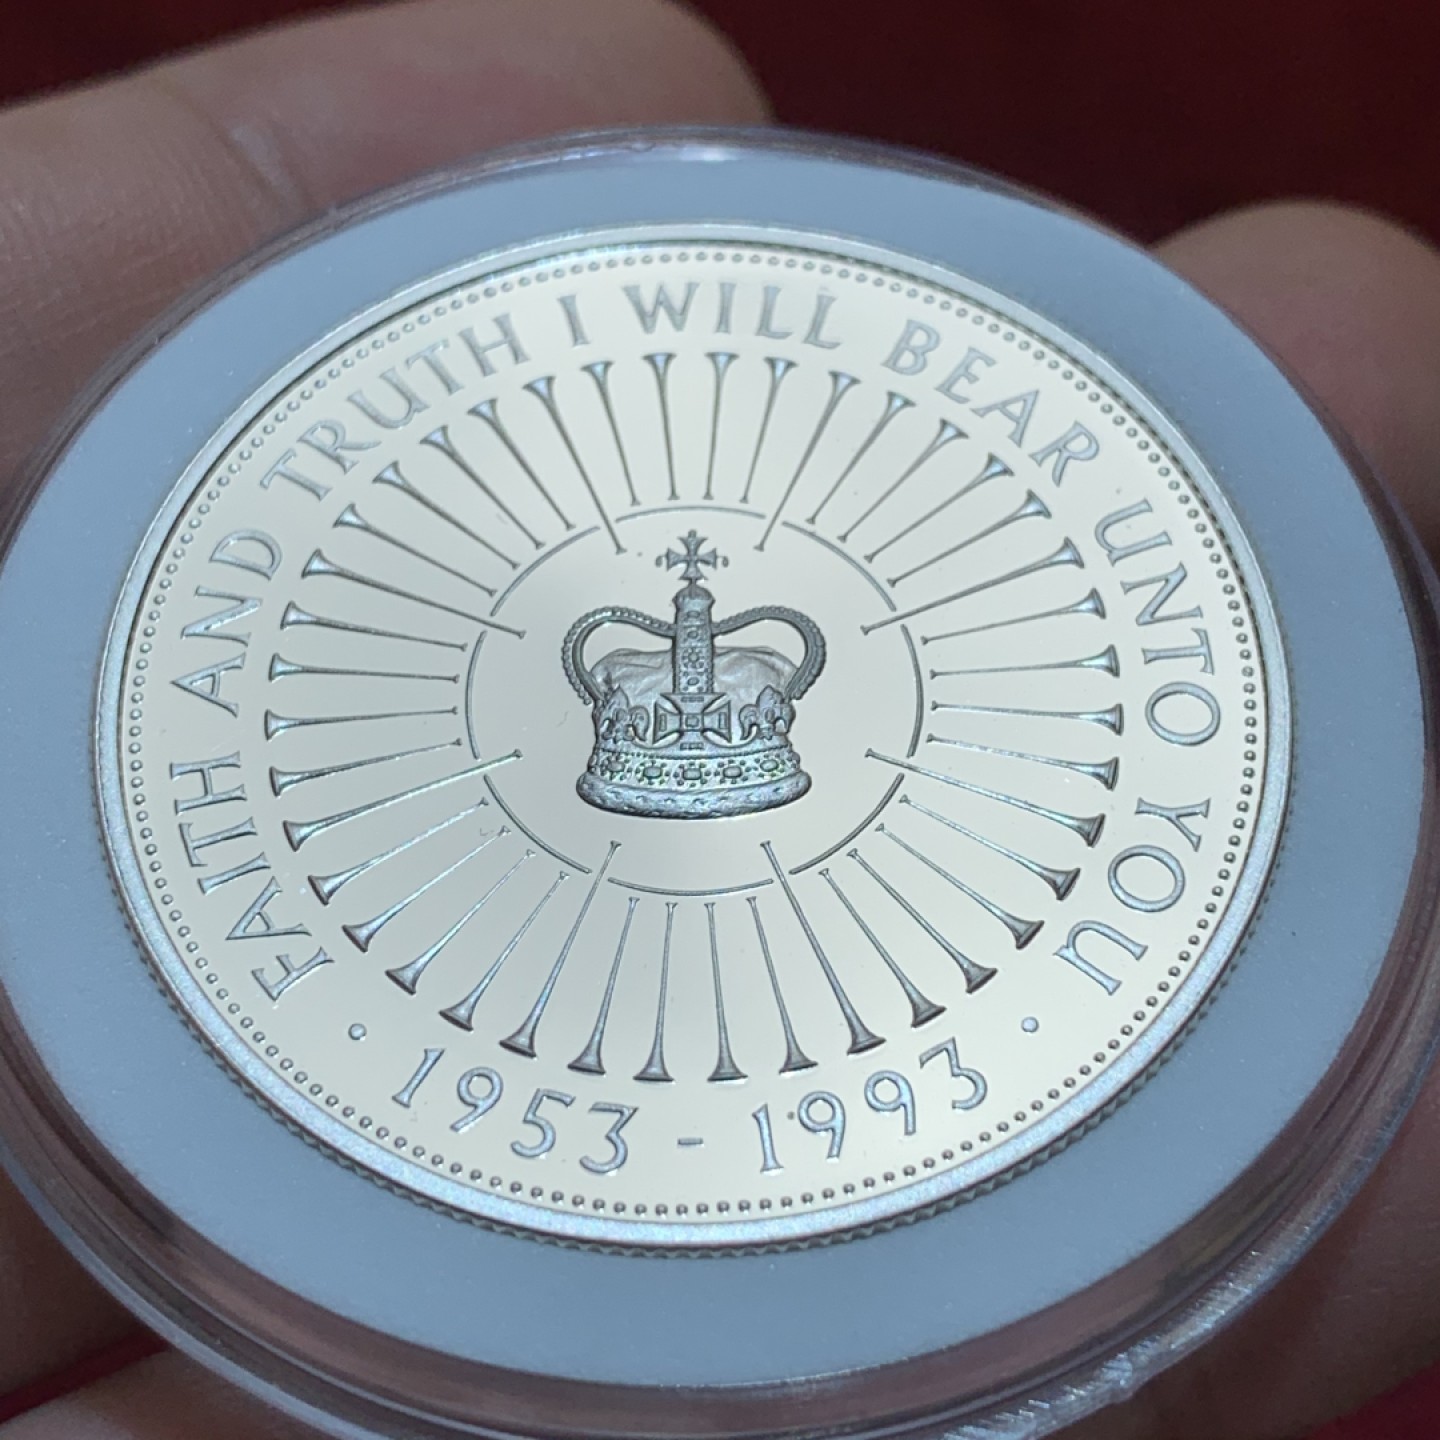 FAITH AND TRUTH I WILL BEAR UNTO YOU
· 1953 - 1993 ·